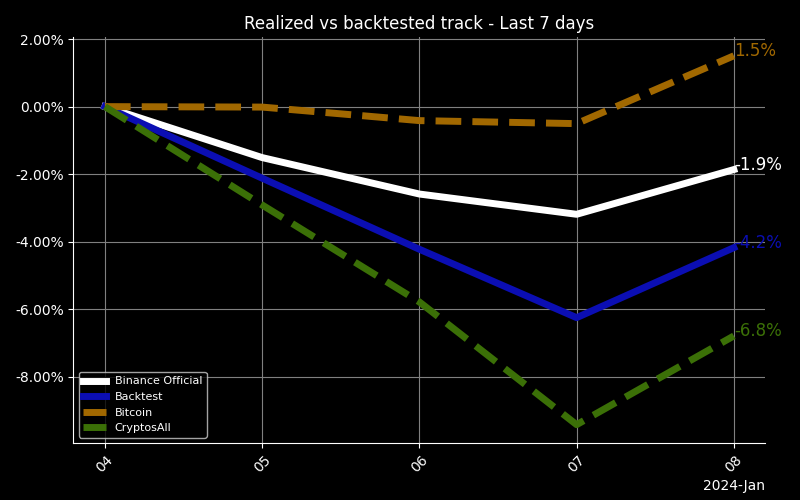 Realized vs backtested track - Last 7 days
2.00%
0.00%
-2.00%
-4.00%
-6.00%
-8.00%
1.5%
-1.9%
-4.2%
-6.8%
Binance Official
Backtest
Bitcoin
CryptosAll
04
05
06
07
08
2024-Jan